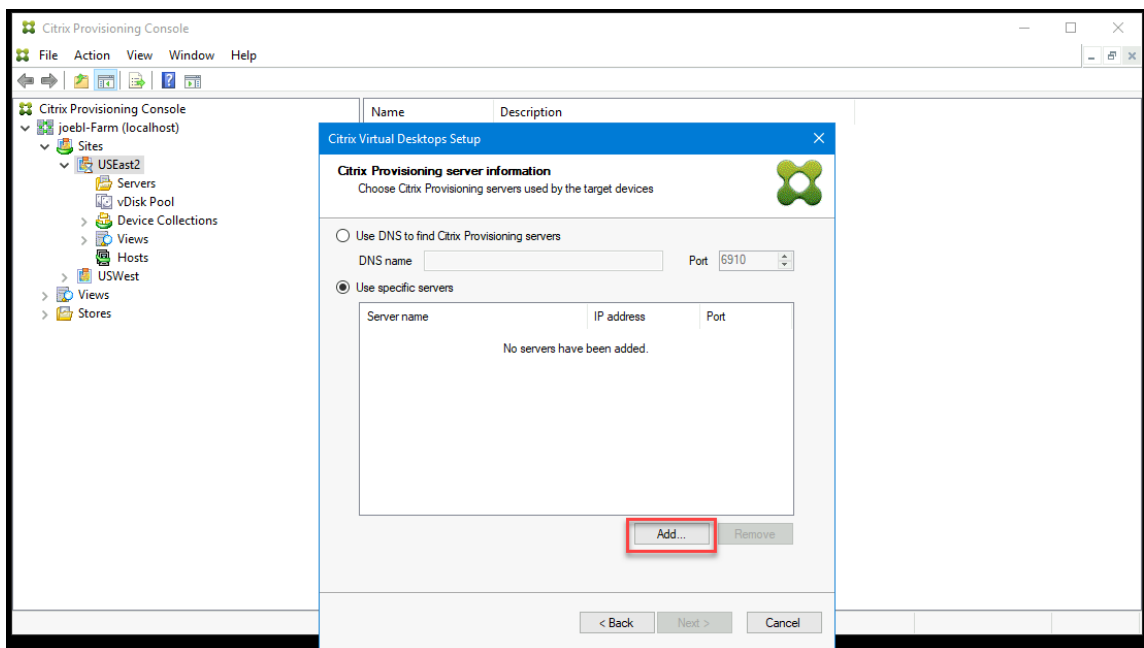 Citrix Provisioning Console
File Action View Window Help
Citrix Provisioning Console
joebl-Farm (localhost)
Sites
USEast2
Servers
vDisk Pool
Device Collections
Views
Hosts
USWest
Views
Stores
Name Description
Citrix Virtual Desktops Setup
Citrix Provisioning server information
Choose Citrix Provisioning servers used by the target devices
Use DNS to find Citrix Provisioning servers
DNS name Port 6910
Use specific servers
Server name IP address Port
No servers have been added.
Add... Remove
< Back Next > Cancel